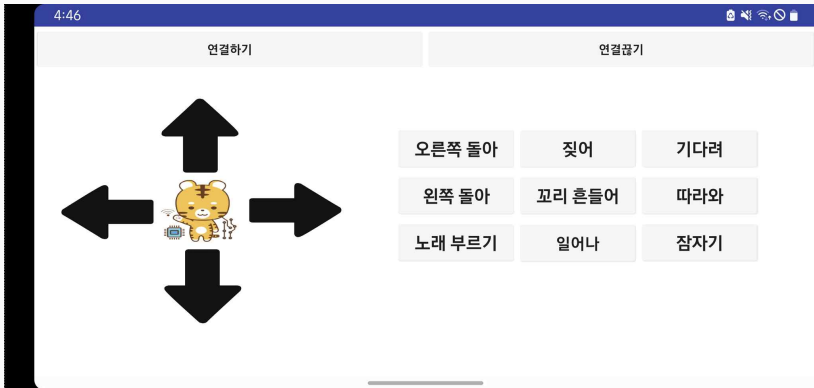 4:46
연결하기 연결끊기
오른쪽 돌아 짖어 기다려
왼쪽 돌아 꼬리 흔들어 따라와
노래 부르기 일어나 잠자기